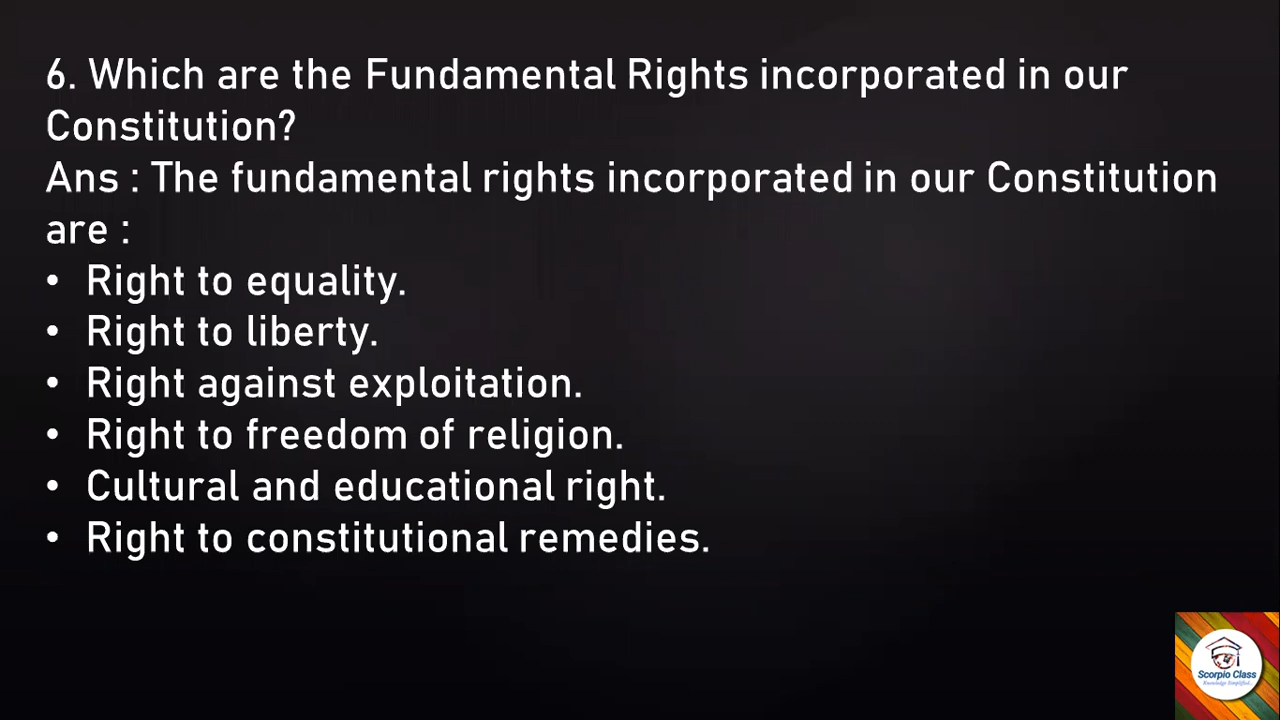 6. Which are the Fundamental Rights incorporated in our
Constitution?
Ans : The fundamental rights incorporated in our Constitution
are :
• Right to equality.
• Right to liberty.
• Right against exploitation.
• Right to freedom of religion.
• Cultural and educational right.
• Right to constitutional remedies.
Scorpio Class
Knowledge Simplified...